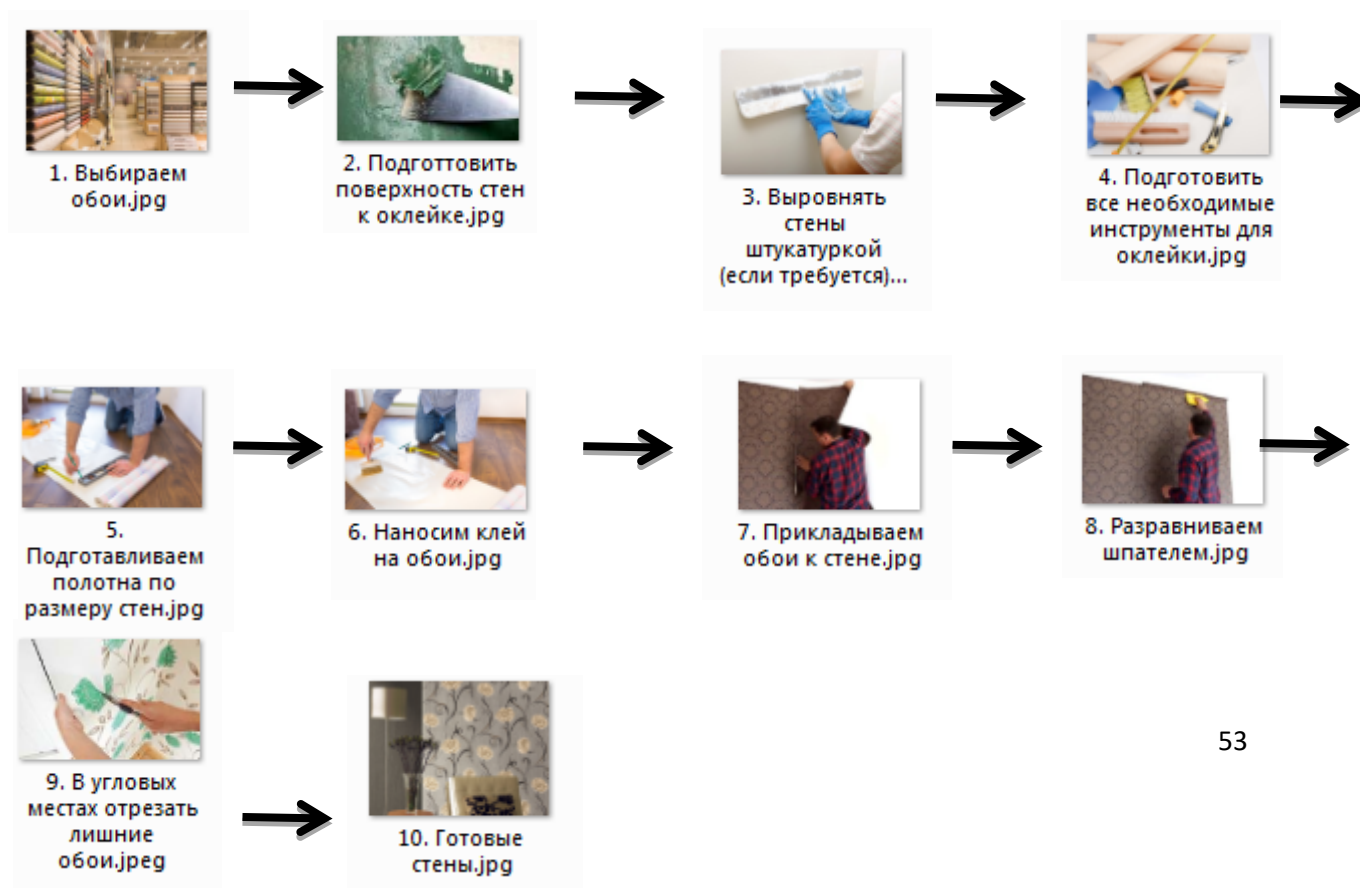 1. Выбираем
обои.jpg
2. Подготтовить
поверхность стен
к оклейке.jpg
3. Выровнять
стены
штукатуркой
(если требуется)...
4. Подготовить
все необходимые
инструменты для
оклейки.jpg
5.
Подготавливаем
полотна по
размеру стен.jpg
6. Наносим клей
на обои.jpg
7. Прикладываем
обои к стене.jpg
8. Разравниваем
шпателем.jpg
9. В угловых
местах отрезать
лишние
обои.jpeg
10. Готовые
стены.jpg
53